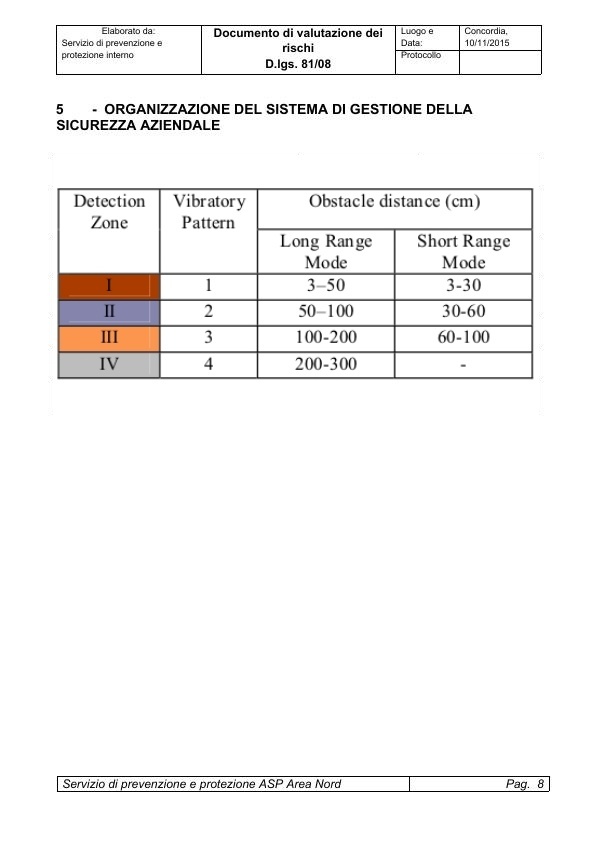 Elaborato da:
Servizio di prevenzione e
protezione interno
Documento di valutazione dei
rischi
D.lgs. 81/08
Luogo e
Data:
Concordia,
10/11/2015
Protocollo
5 - ORGANIZZAZIONE DEL SISTEMA DI GESTIONE DELLA
SICUREZZA AZIENDALE
Detection
Zone
Vibratory
Pattern
Obstacle distance (cm)
Long Range
Mode
Short Range
Mode
I 1 3–50 3-30
II 2 50–100 30-60
III 3 100-200 60-100
IV 4 200-300 -
Servizio di prevenzione e protezione ASP Area Nord Pag. 8